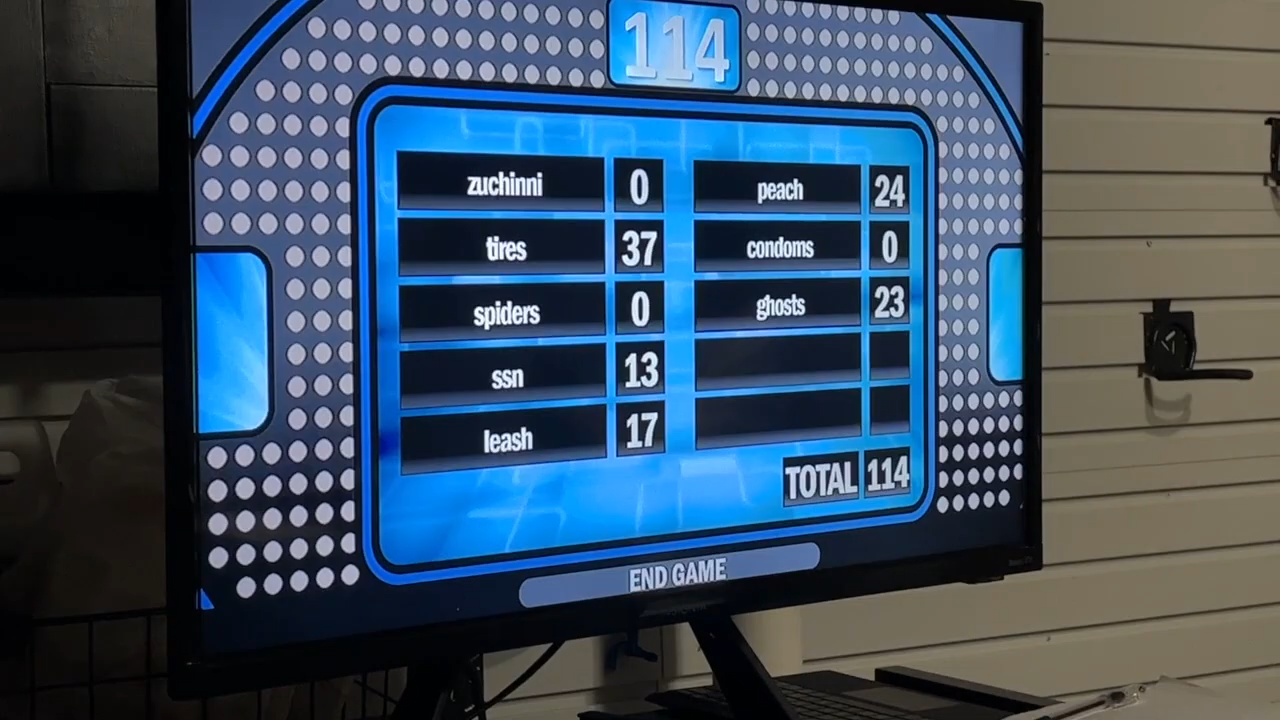 114
zuchinni 0
tires 37
spiders 0
ssn 13
leash 17
peach 24
condoms 0
ghosts 23
TOTAL 114
END GAME